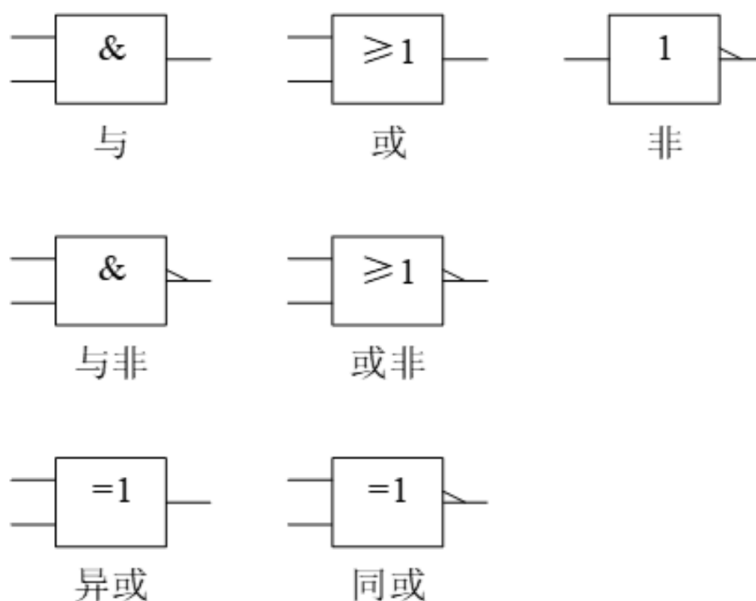 & ≥1 1
与 或 非
& ≥1
与非 或非
=1 =1
异或 同或